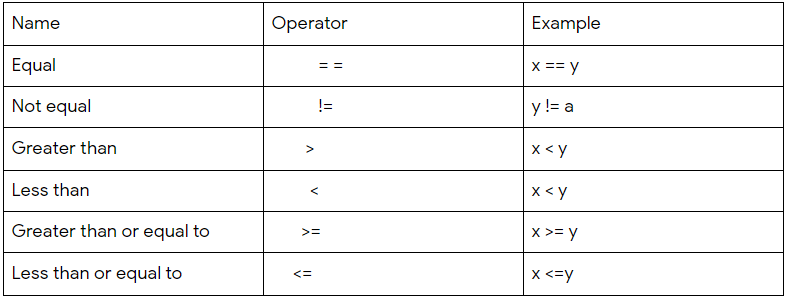 Name Operator Example
Equal = = x == y
Not equal != y != a
Greater than > x < y
Less than < x < y
Greater than or equal to >= x >= y
Less than or equal to <= x <=y